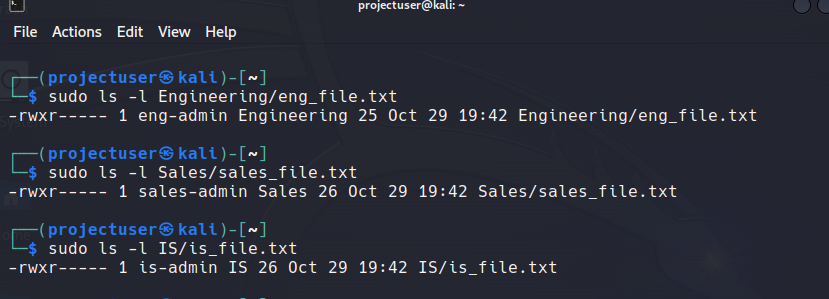 projectuser@kali: ~
File Actions Edit View Help
┌──(projectuser㉿kali)-[~]
└─$ sudo ls -l Engineering/eng_file.txt
-rwxr----- 1 eng-admin Engineering 25 Oct 29 19:42 Engineering/eng_file.txt
┌──(projectuser㉿kali)-[~]
└─$ sudo ls -l Sales/sales_file.txt
-rwxr----- 1 sales-admin Sales 26 Oct 29 19:42 Sales/sales_file.txt
┌──(projectuser㉿kali)-[~]
└─$ sudo ls -l IS/is_file.txt
-rwxr----- 1 is-admin IS 26 Oct 29 19:42 IS/is_file.txt